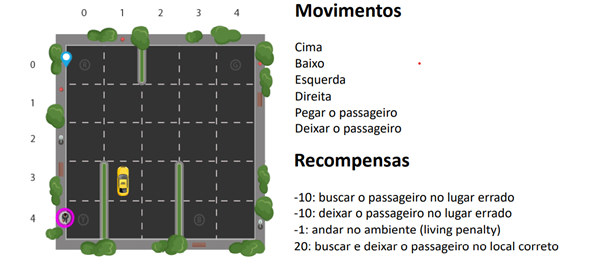 Movimentos
0 1 2 3 4
Cima
Baixo
0 R G
Esquerda
1
Direita
Pegar o passageiro
Deixar o passageiro
2
Recompensas
3
-10: buscar o passageiro no lugar errado
-10: deixar o passageiro no lugar errado
4 Y B
-1: andar no ambiente (living penalty)
20: buscar e deixar o passageiro no local correto